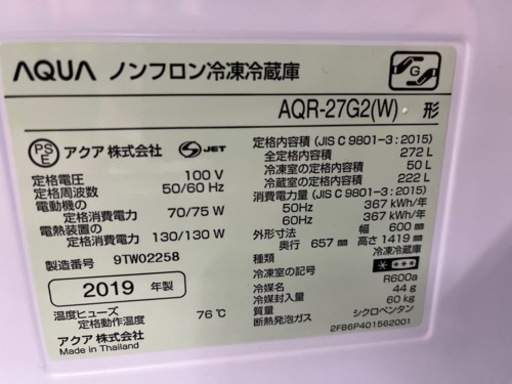 AQUA ノンフロン冷凍冷蔵庫
G
AQR-27G2(W) 形
PS E アクア 株式会社 S JET
定格電圧 100 V
定格周波数 50/60 Hz
電動機の
定格消費電力 70/75 W
電熱装置の
定格消費電力 130/130 W
製造番号 9TW02258
2019 年製
温度ヒューズ
定格動作温度 76℃
アクア 株式会社
Made in Thailand
定格内容積 (JIS C 9801-3:2015)
全定格内容積 272 L
冷凍室の定格内容積 50 L
冷蔵室の定格内容積 222 L
消費電力量 (JIS C 9801-3:2015)
50Hz 367 kWh/年
60Hz 367 kWh/年
外形寸法 幅 600 mm
奥行 657 mm 高さ 1419 mm
種類 冷凍冷蔵庫
冷凍室の記号
冷媒名 R600a
冷媒封入量 44 g
質量 60 kg
断熱発泡ガス シクロペンタン
2FB6P401562001